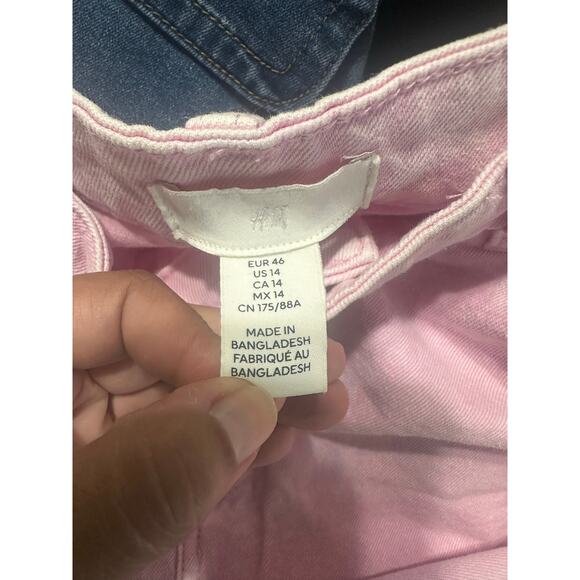 H&M
EUR 46
US 14
CA 14
MX 14
CN 175/88A
MADE IN
BANGLADESH
FABRIQUÉ AU
BANGLADESH